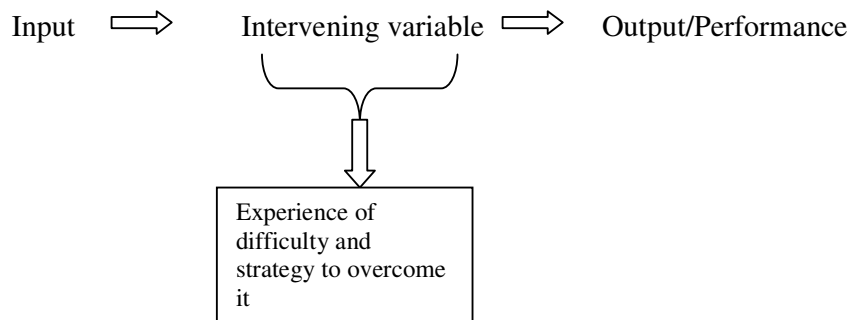 Input Intervening variable Output/Performance
Experience of
difficulty and
strategy to overcome
it